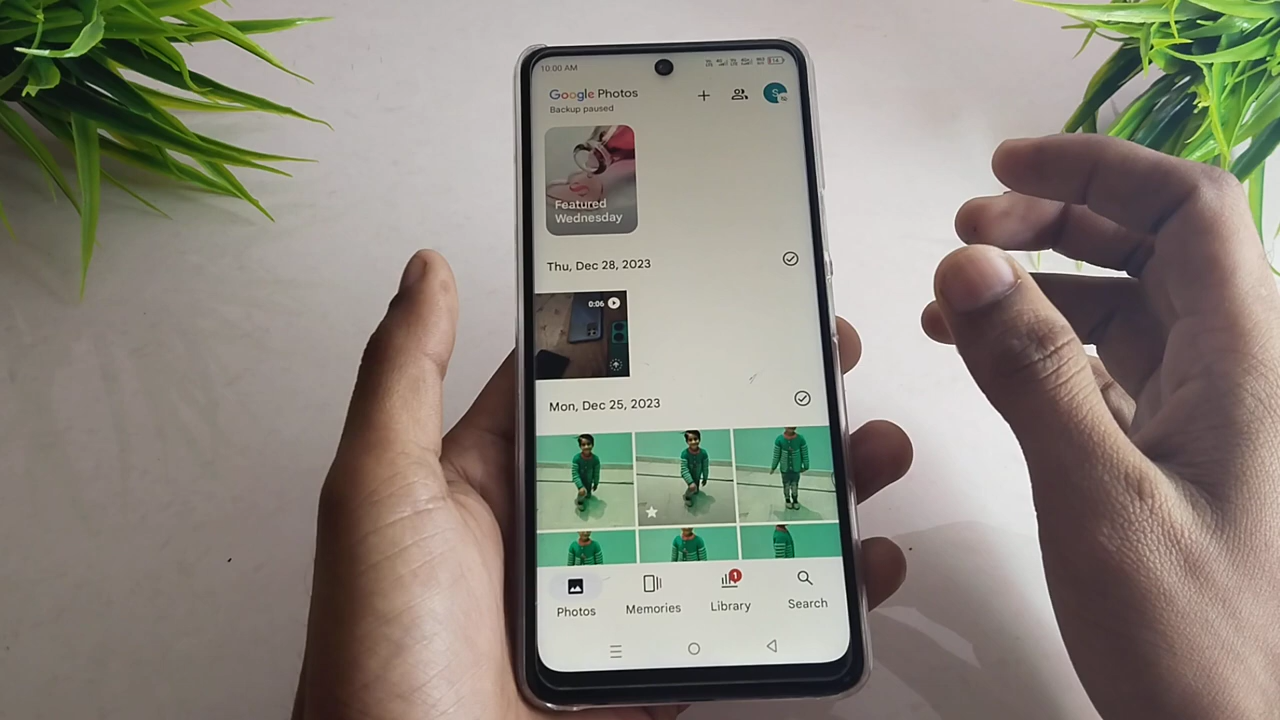 10:00 AM
14
Google Photos
Backup paused
S
Featured
Wednesday
Thu, Dec 28, 2023
0:06
Mon, Dec 25, 2023
1
Photos
Memories
Library
Search